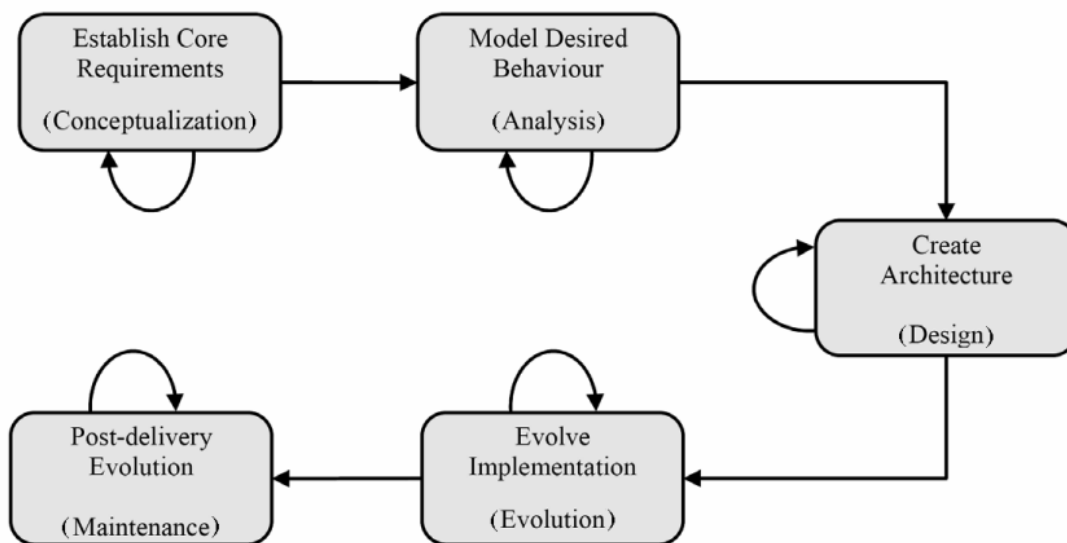 Establish Core
Requirements
(Conceptualization)
Model Desired
Behaviour
(Analysis)
Create
Architecture
(Design)
Post-delivery
Evolution
(Maintenance)
Evolve
Implementation
(Evolution)